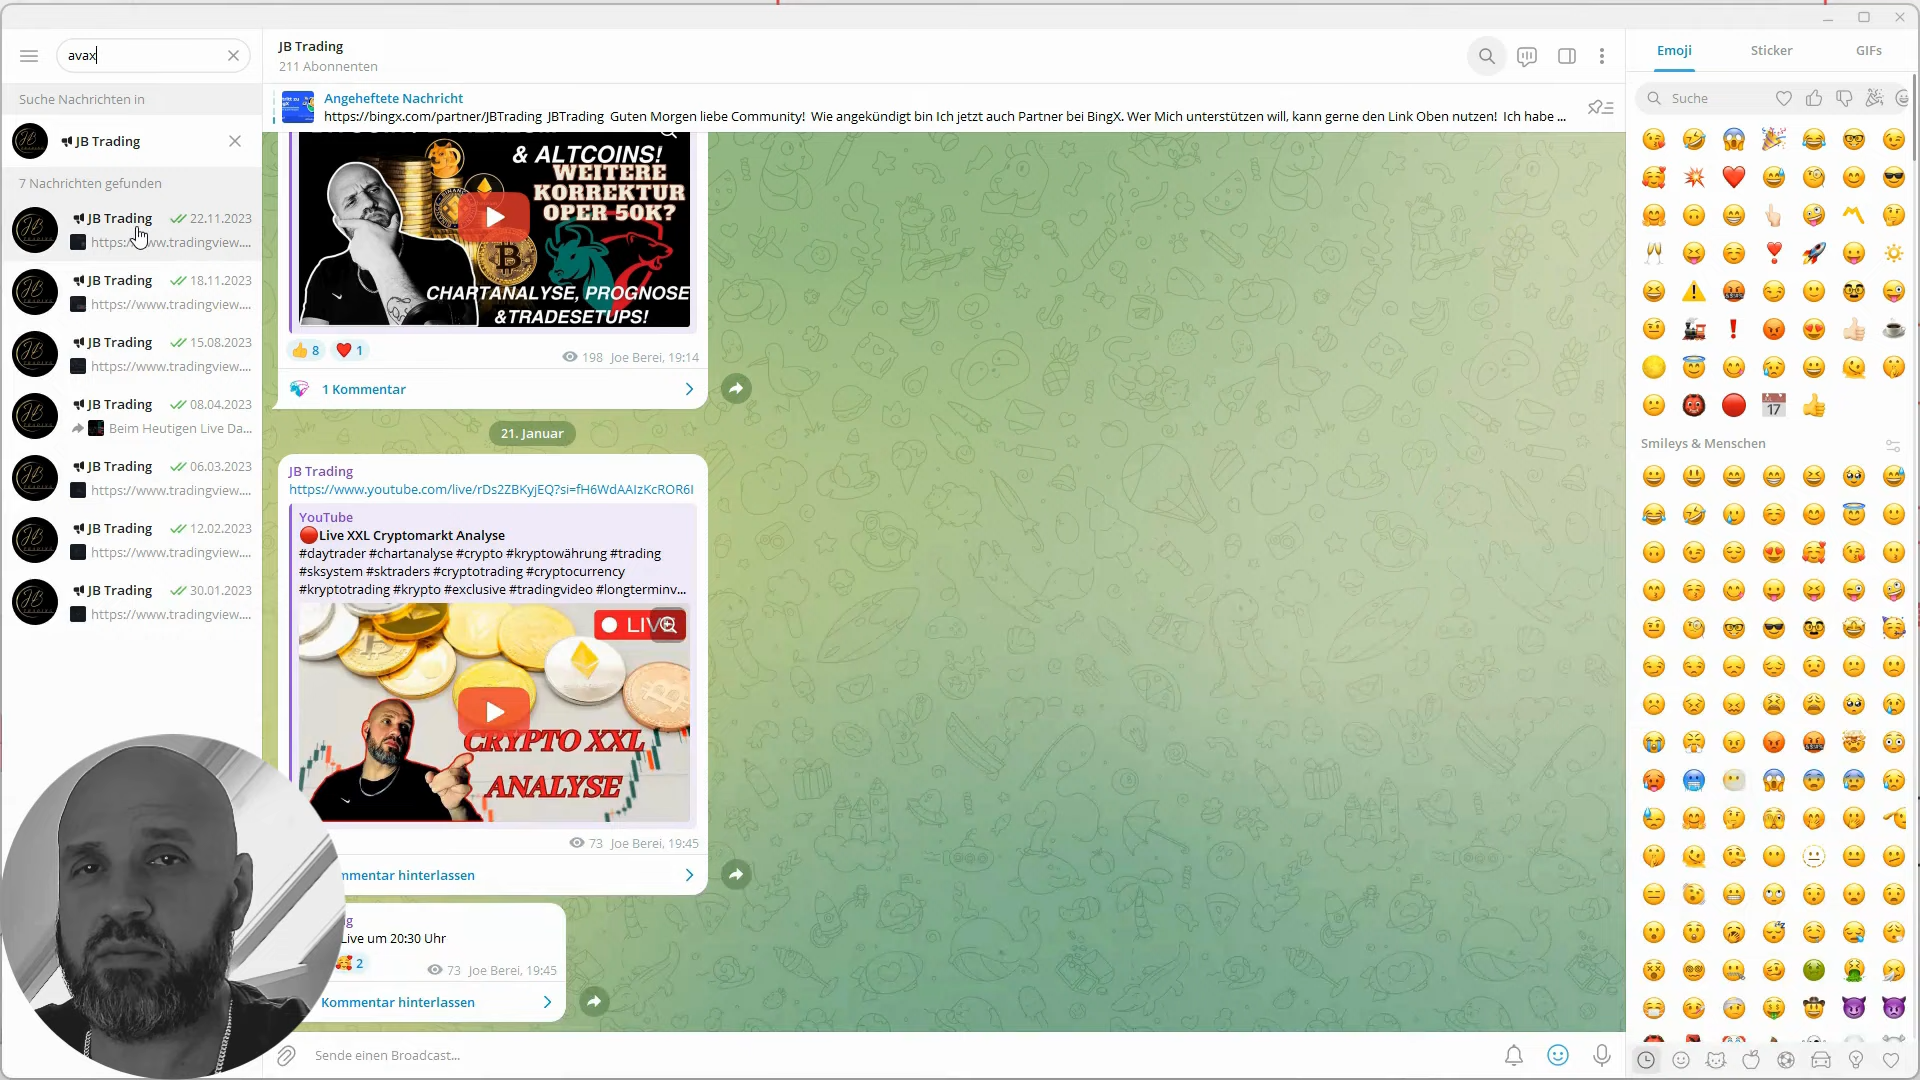 avax
Suche Nachrichten in
JB Trading
7 Nachrichten gefunden
JB Trading 22.11.2023
https://www.tradingview....
JB Trading 18.11.2023
https://www.tradingview....
JB Trading 15.08.2023
https://www.tradingview....
JB Trading 08.04.2023
Beim Heutigen Live Da...
JB Trading 06.03.2023
https://www.tradingview....
JB Trading 12.02.2023
https://www.tradingview....
JB Trading 30.01.2023
https://www.tradingview....
JB Trading
211 Abonnenten
Angeheftete Nachricht
https://bingx.com/partner/JBTrading JBTrading Guten Morgen liebe Community! Wie angekündigt bin Ich jetzt auch Partner bei BingX. Wer Mich unterstützen will, kann gerne den Link Oben nutzen! Ich habe ...
& ALTCOINS!
WEITERE
KORREKTUR
OPER 50K?
CHARTANALYSE, PROGNOSE
&TRADESETUPS!
8 1
198 Joe Berei, 19:14
1 Kommentar
21. Januar
JB Trading
https://www.youtube.com/live/rDs2ZBKyjEQ?si=fH6WdAAIzKcROR6I
YouTube
Live XXL Cryptomarkt Analyse
#daytrader #chartanalyse #crypto #kryptowährung #trading
#sksystem #sktraders #cryptotrading #cryptocurrency
#kryptotrading #krypto #exclusive #tradingvideo #longterminv...
LIV
CRYPTO XXL
ANALYSE
73 Joe Berei, 19:45
mmentar hinterlassen
g
Live um 20:30 Uhr
2
73 Joe Berei, 19:45
Kommentar hinterlassen
Sende einen Broadcast...
Emoji Sticker GIFs
Suche
17
Smileys & Menschen